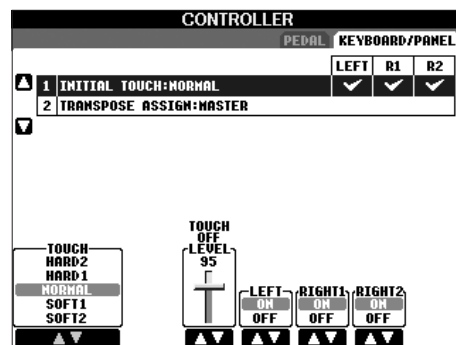 CONTROLLER
PEDAL KEYBOARD/PANEL
LEFT R1 R2
1 INITIAL TOUCH:NORMAL
2 TRANSPOSE ASSIGN:MASTER
TOUCH
HARD2
HARD1
NORMAL
SOFT1
SOFT2
TOUCH
OFF
LEVEL
95
LEFT RIGHT1 RIGHT2
ON ON ON
OFF OFF OFF